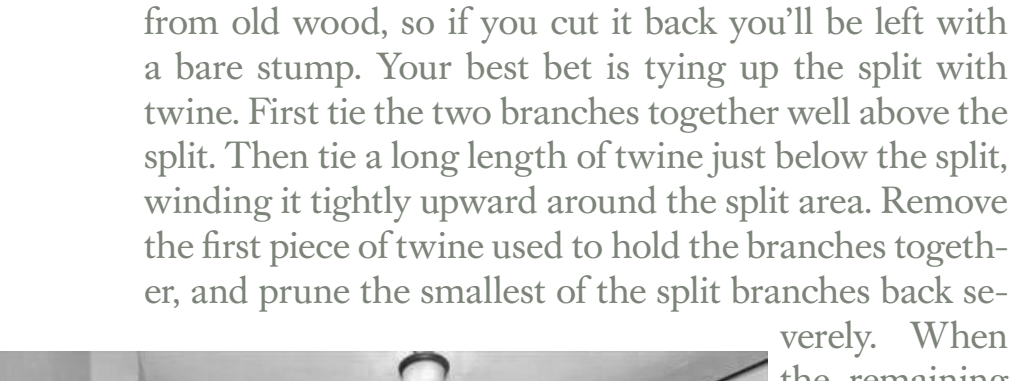 from old wood, so if you cut it back you’ll be left with
a bare stump. Your best bet is tying up the split with
twine. First tie the two branches together well above the
split. Then tie a long length of twine just below the split,
winding it tightly upward around the split area. Remove
the first piece of twine used to hold the branches togeth-
er, and prune the smallest of the split branches back se-
verely. When
the remaining